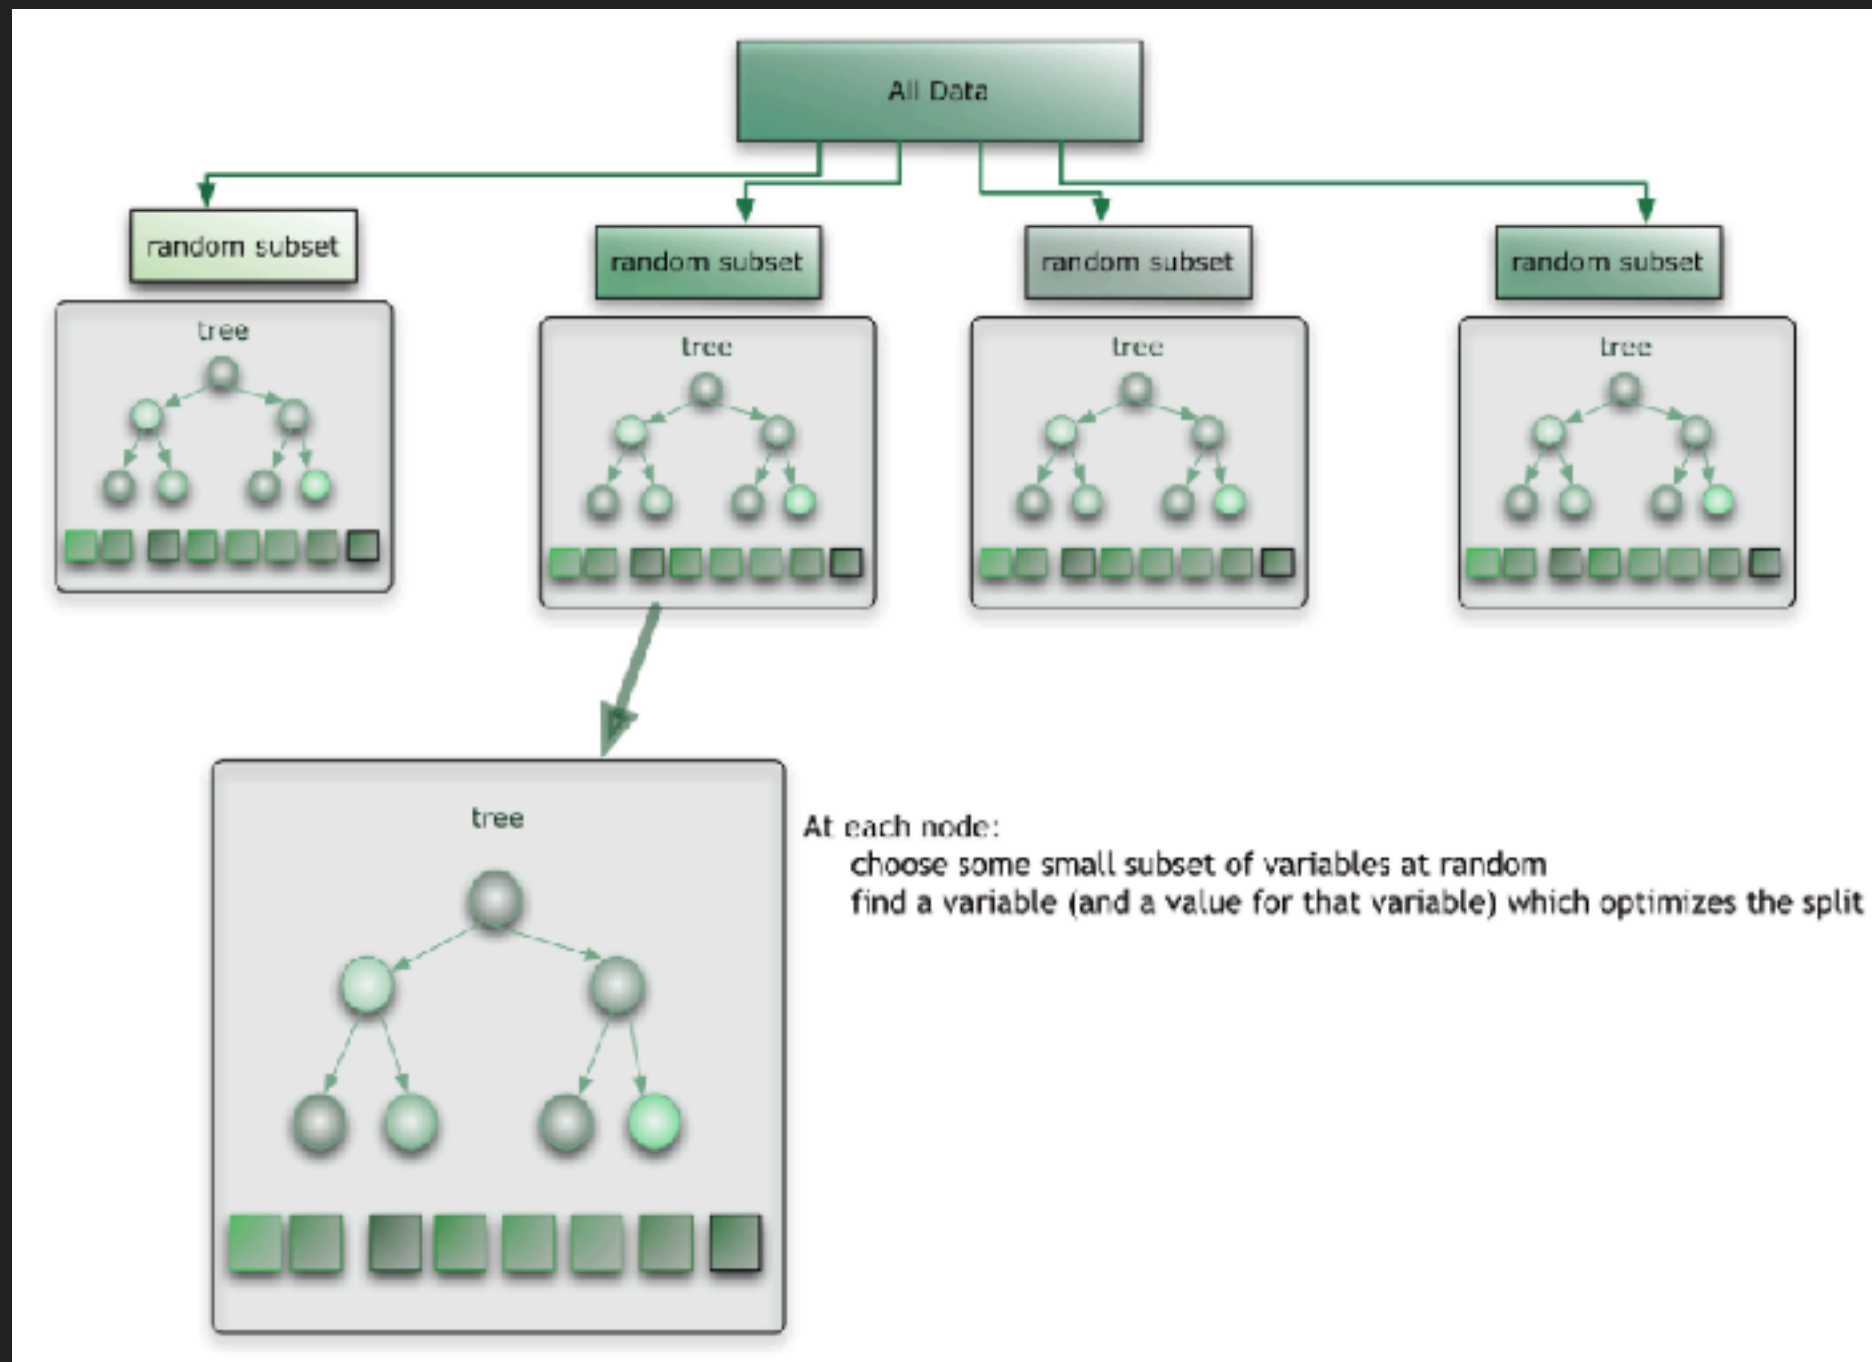 All Data
random subset
random subset
random subset
random subset
tree
tree
tree
tree
tree
At each node:
choose some small subset of variables at random
find a variable (and a value for that variable) which optimizes the split